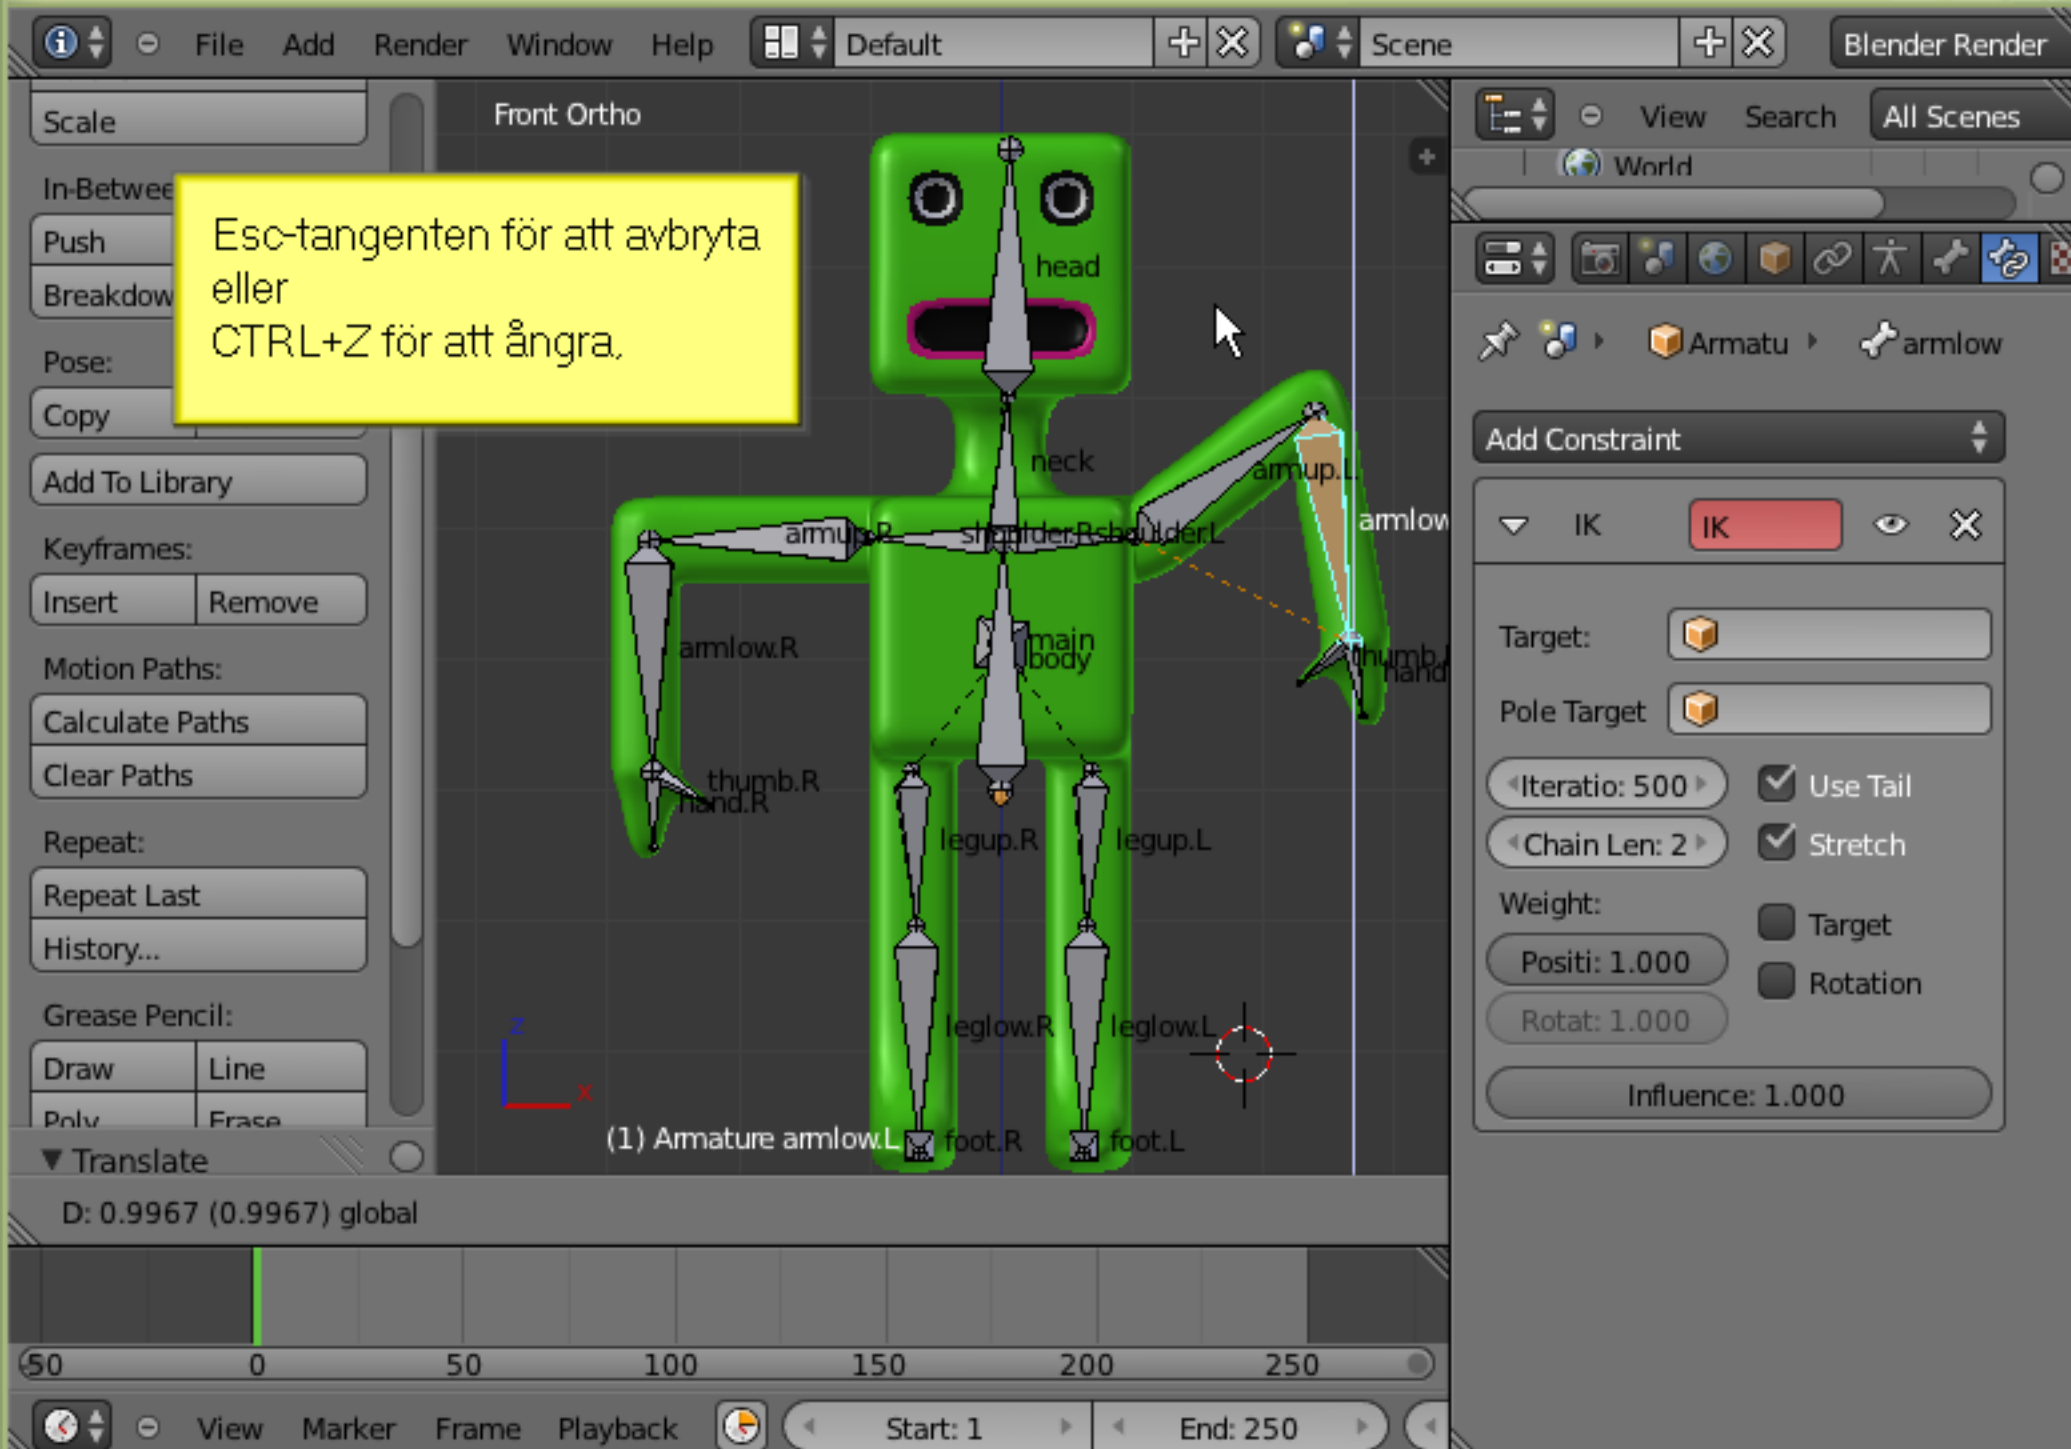 File Add Render Window Help Default Scene Blender Render
Scale
In-Betwee
Push
Breakdow
Pose:
Copy
Add To Library
Keyframes:
Insert Remove
Motion Paths:
Calculate Paths
Clear Paths
Repeat:
Repeat Last
History...
Grease Pencil:
Draw Line
Poly Erase
Translate
Esc-tangenten för att avbryta
eller
CTRL+Z för att ångra,
Front Ortho
head
neck
armup.L
armup.R
shoulder.R
shoulder.L
armlow
armlow.R
main
body
thumb.
hand
thumb.R
hand.R
legup.R
legup.L
leglow.R
leglow.L
z
x
(1) Armature armlow.L
foot.R
foot.L
D: 0.9967 (0.9967) global
-50 0 50 100 150 200 250
View Marker Frame Playback Start: 1 End: 250
View Search All Scenes
World
Armatu armlow
Add Constraint
IK IK
Target:
Pole Target
Iteratio: 500 Use Tail
Chain Len: 2 Stretch
Weight:
Target
Positi: 1.000
Rotation
Rotat: 1.000
Influence: 1.000